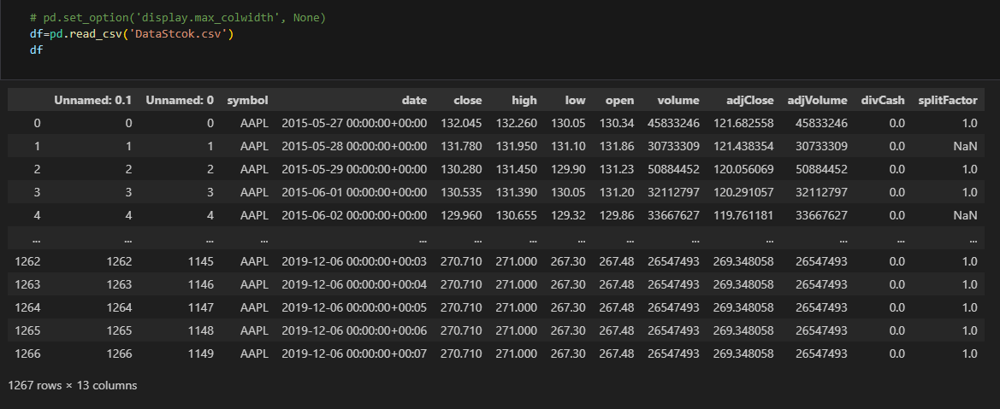 # pd.set_option('display.max_colwidth', None)
df=pd.read_csv('DataStcok.csv')
df
Unnamed: 0.1 Unnamed: 0 symbol date close high low open volume adjClose adjVolume divCash splitFactor
0 0 0 AAPL 2015-05-27 00:00:00+00:00 132.045 132.260 130.05 130.34 45833246 121.682558 45833246 0.0 1.0
1 1 1 AAPL 2015-05-28 00:00:00+00:00 131.780 131.950 131.10 131.86 30733309 121.438354 30733309 0.0 NaN
2 2 2 AAPL 2015-05-29 00:00:00+00:00 130.280 131.450 129.90 131.23 50884452 120.056069 50884452 0.0 1.0
3 3 3 AAPL 2015-06-01 00:00:00+00:00 130.535 131.390 130.05 131.20 32112797 120.291057 32112797 0.0 1.0
4 4 4 AAPL 2015-06-02 00:00:00+00:00 129.960 130.655 129.32 129.86 33667627 119.761181 33667627 0.0 NaN
... ... ... ... ... ... ... ... ... ... ... ... ... ...
1262 1262 1145 AAPL 2019-12-06 00:00:00+00:03 270.710 271.000 267.30 267.48 26547493 269.348058 26547493 0.0 1.0
1263 1263 1146 AAPL 2019-12-06 00:00:00+00:04 270.710 271.000 267.30 267.48 26547493 269.348058 26547493 0.0 1.0
1264 1264 1147 AAPL 2019-12-06 00:00:00+00:05 270.710 271.000 267.30 267.48 26547493 269.348058 26547493 0.0 1.0
1265 1265 1148 AAPL 2019-12-06 00:00:00+00:06 270.710 271.000 267.30 267.48 26547493 269.348058 26547493 0.0 1.0
1266 1266 1149 AAPL 2019-12-06 00:00:00+00:07 270.710 271.000 267.30 267.48 26547493 269.348058 26547493 0.0 1.0
1267 rows × 13 columns